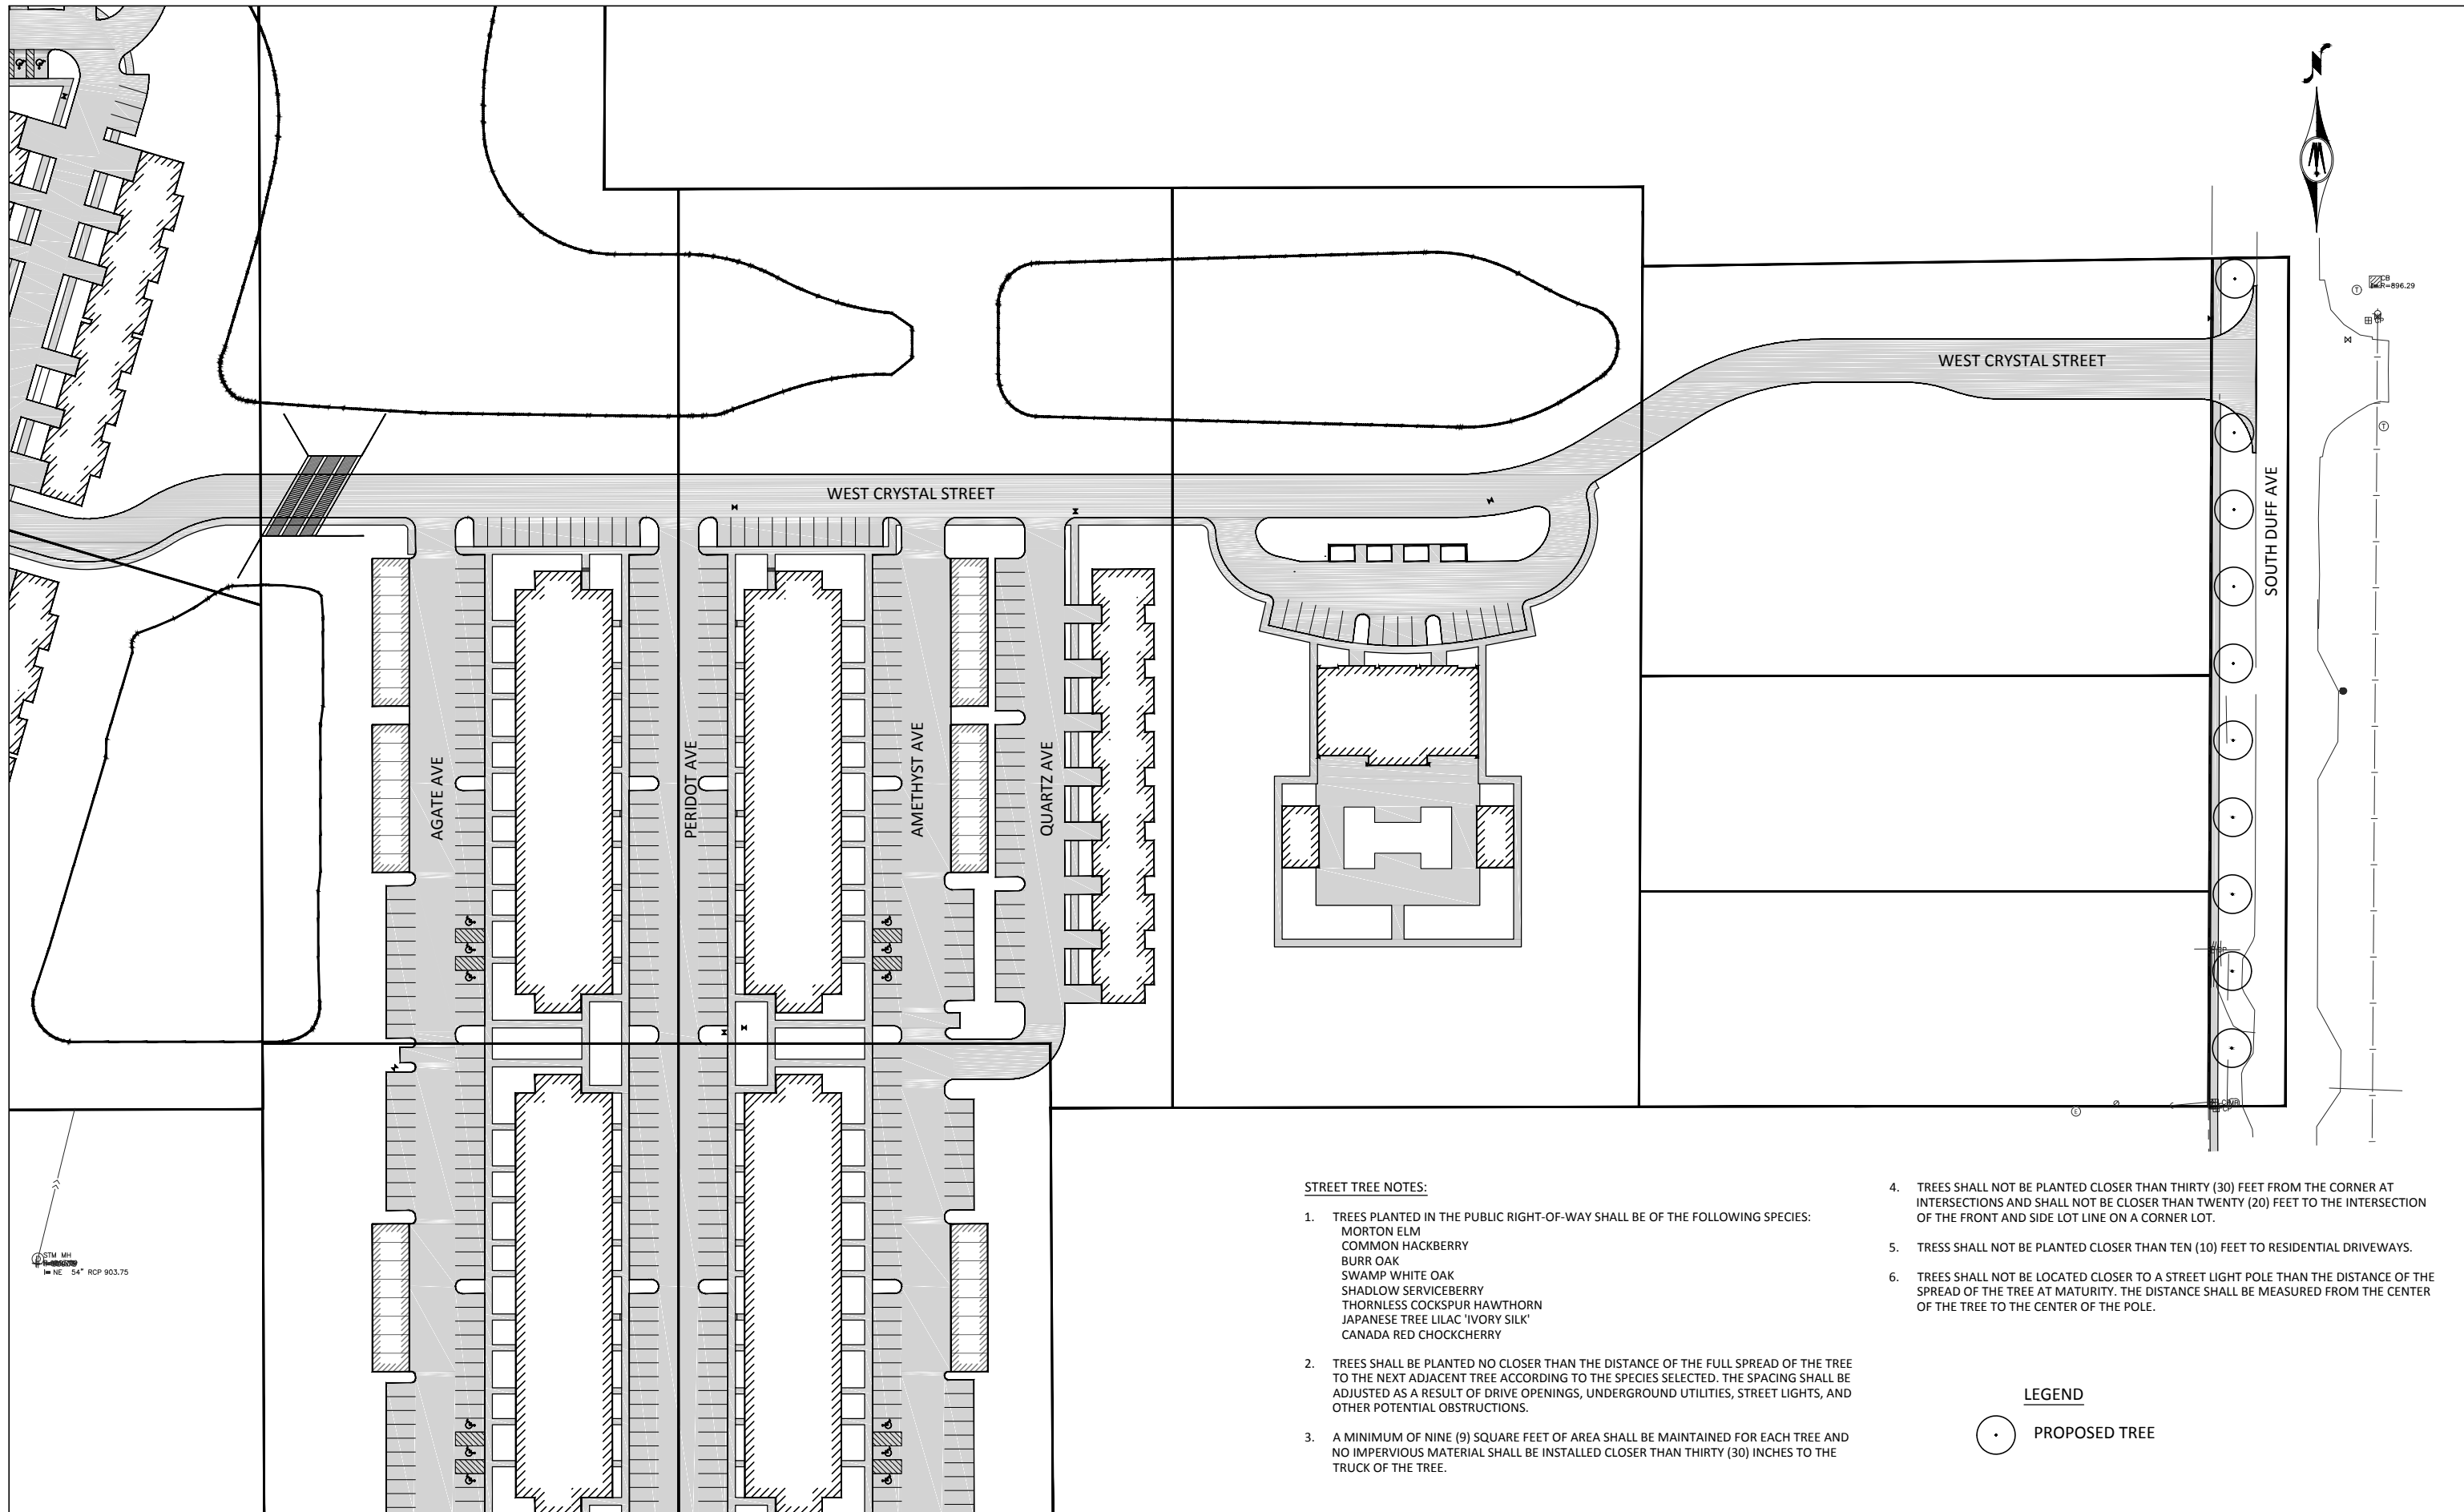 N
CB
R=896.29
WEST CRYSTAL STREET
WEST CRYSTAL STREET
SOUTH DUFF AVE
AGATE AVE
PERIDOT AVE
AMETHYST AVE
QUARTZ AVE
STREET TREE NOTES:
1. TREES PLANTED IN THE PUBLIC RIGHT-OF-WAY SHALL BE OF THE FOLLOWING SPECIES:
MORTON ELM
COMMON HACKBERRY
BURR OAK
SWAMP WHITE OAK
SHADLOW SERVICEBERRY
THORNLESS COCKSPUR HAWTHORN
JAPANESE TREE LILAC 'IVORY SILK'
CANADA RED CHOCKCHERRY
2. TREES SHALL BE PLANTED NO CLOSER THAN THE DISTANCE OF THE FULL SPREAD OF THE TREE
TO THE NEXT ADJACENT TREE ACCORDING TO THE SPECIES SELECTED. THE SPACING SHALL BE
ADJUSTED AS A RESULT OF DRIVE OPENINGS, UNDERGROUND UTILITIES, STREET LIGHTS, AND
OTHER POTENTIAL OBSTRUCTIONS.
3. A MINIMUM OF NINE (9) SQUARE FEET OF AREA SHALL BE MAINTAINED FOR EACH TREE AND
NO IMPERVIOUS MATERIAL SHALL BE INSTALLED CLOSER THAN THIRTY (30) INCHES TO THE
TRUCK OF THE TREE.
4. TREES SHALL NOT BE PLANTED CLOSER THAN THIRTY (30) FEET FROM THE CORNER AT
INTERSECTIONS AND SHALL NOT BE CLOSER THAN TWENTY (20) FEET TO THE INTERSECTION
OF THE FRONT AND SIDE LOT LINE ON A CORNER LOT.
5. TRESS SHALL NOT BE PLANTED CLOSER THAN TEN (10) FEET TO RESIDENTIAL DRIVEWAYS.
6. TREES SHALL NOT BE LOCATED CLOSER TO A STREET LIGHT POLE THAN THE DISTANCE OF THE
SPREAD OF THE TREE AT MATURITY. THE DISTANCE SHALL BE MEASURED FROM THE CENTER
OF THE TREE TO THE CENTER OF THE POLE.
LEGEND
PROPOSED TREE
STM MH
I= NE 54" RCP 903.75